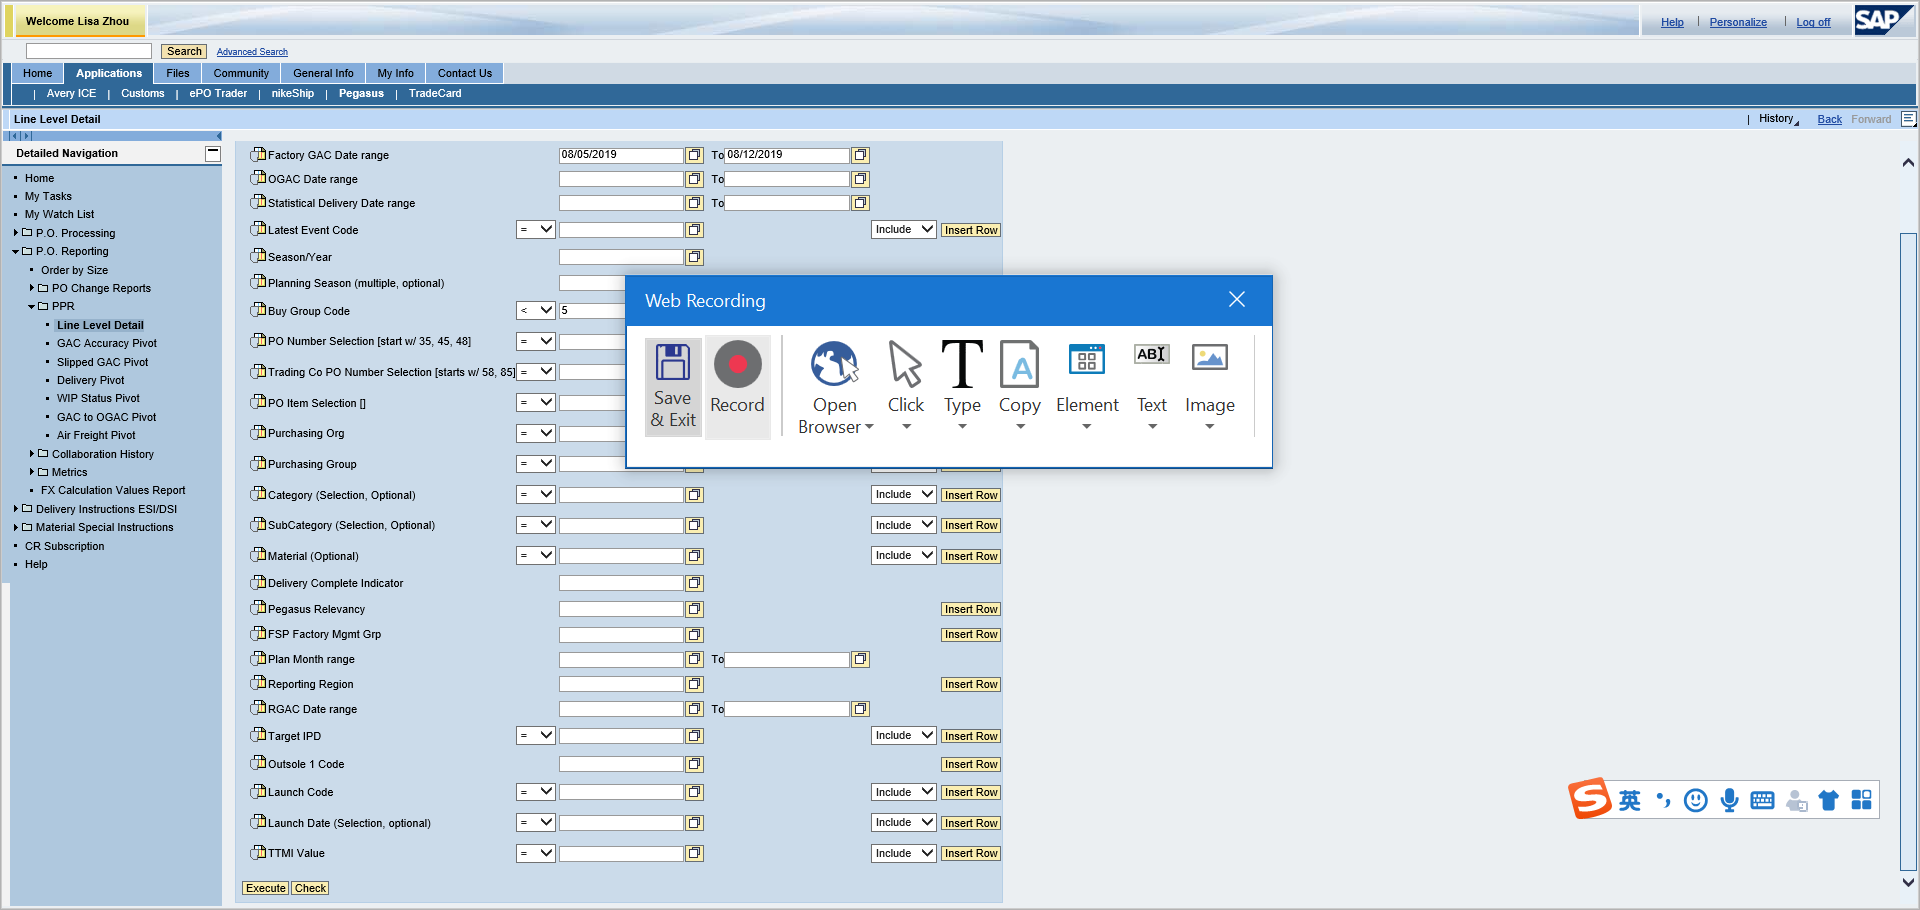 Welcome Lisa Zhou
Help | Personalize | Log off SAP
Search Advanced Search
Home Applications Files Community General Info My Info Contact Us
| Avery ICE | Customs | ePO Trader | nikeShip | Pegasus | TradeCard
Line Level Detail
| History Back Forward
Detailed Navigation
Home
My Tasks
My Watch List
P.O. Processing
P.O. Reporting
Order by Size
PO Change Reports
PPR
Line Level Detail
GAC Accuracy Pivot
Slipped GAC Pivot
Delivery Pivot
WIP Status Pivot
GAC to OGAC Pivot
Air Freight Pivot
Collaboration History
Metrics
FX Calculation Values Report
Delivery Instructions ESI/DSI
Material Special Instructions
CR Subscription
Help
Factory GAC Date range 08/05/2019 To 08/12/2019
OGAC Date range To
Statistical Delivery Date range To
Latest Event Code = Include Insert Row
Season/Year
Planning Season (multiple, optional)
Buy Group Code < 5
PO Number Selection [start w/ 35, 45, 48] =
Trading Co PO Number Selection [starts w/ 58, 85] =
PO Item Selection [] =
Purchasing Org =
Purchasing Group =
Category (Selection, Optional) = Include Insert Row
SubCategory (Selection, Optional) = Include Insert Row
Material (Optional) = Include Insert Row
Delivery Complete Indicator
Pegasus Relevancy Insert Row
FSP Factory Mgmt Grp Insert Row
Plan Month range To
Reporting Region Insert Row
RGAC Date range To
Target IPD = Include Insert Row
Outsole 1 Code Insert Row
Launch Code = Include Insert Row
Launch Date (Selection, optional) = Include Insert Row
TTMI Value = Include Insert Row
Execute Check
Web Recording
Save & Exit
Record
Open Browser
Click
T
Type
A
Copy
Element
AB
Text
Image
S 英